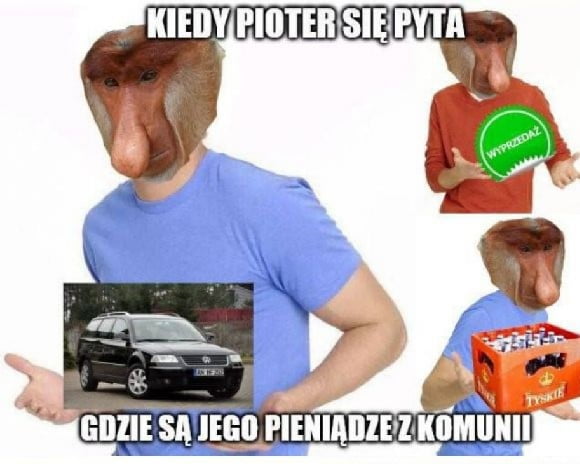 KIEDY PIOTER SIĘ PYTA
WYPRZEDAŻ
TYSKIE
GDZIE SĄ JEGO PIENIĄDZE Z KOMUNII